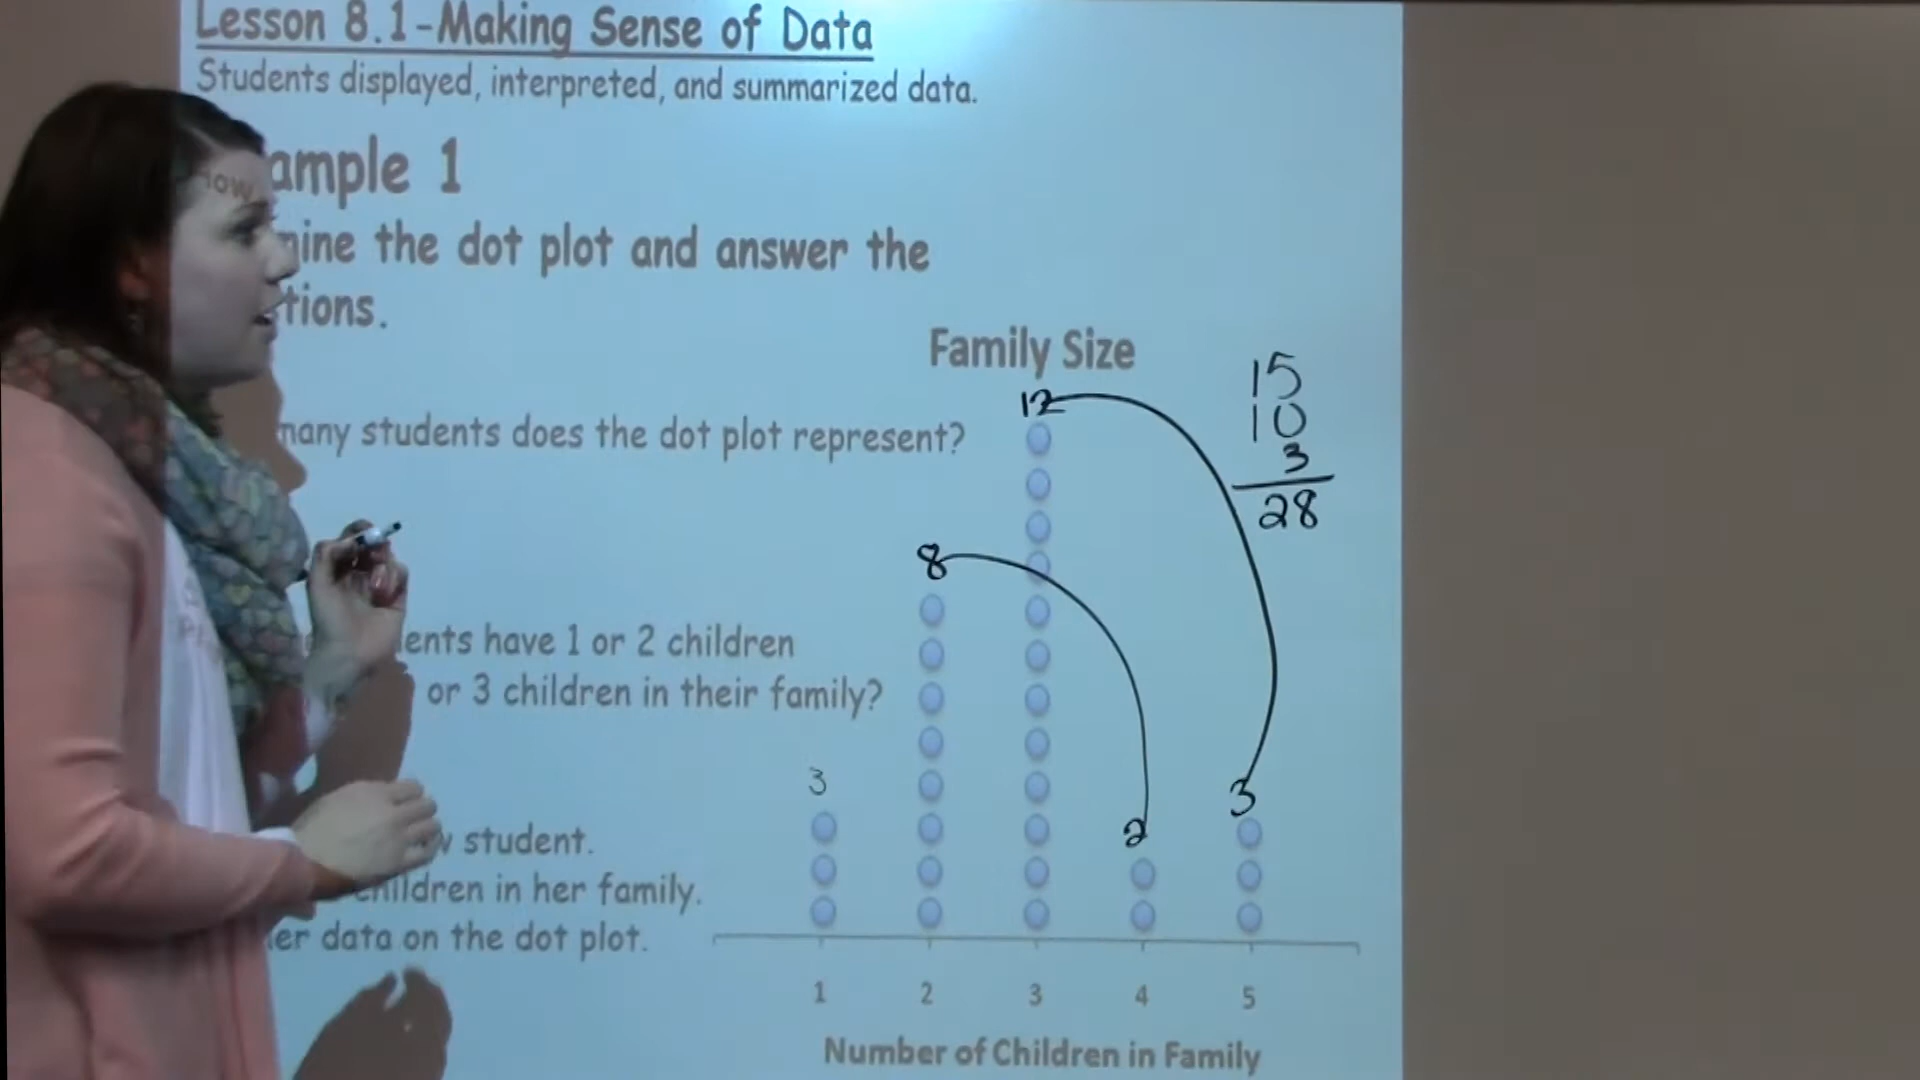 Lesson 8.1-Making Sense of Data
Students displayed, interpreted, and summarized data.
ample 1
mine the dot plot and answer the
tions.
many students does the dot plot represent?
ents have 1 or 2 children
or 3 children in their family?
w student.
children in her family.
er data on the dot plot.
Family Size
12
8
3
2
3
15
10
3
28
1 2 3 4 5
Number of Children in Family